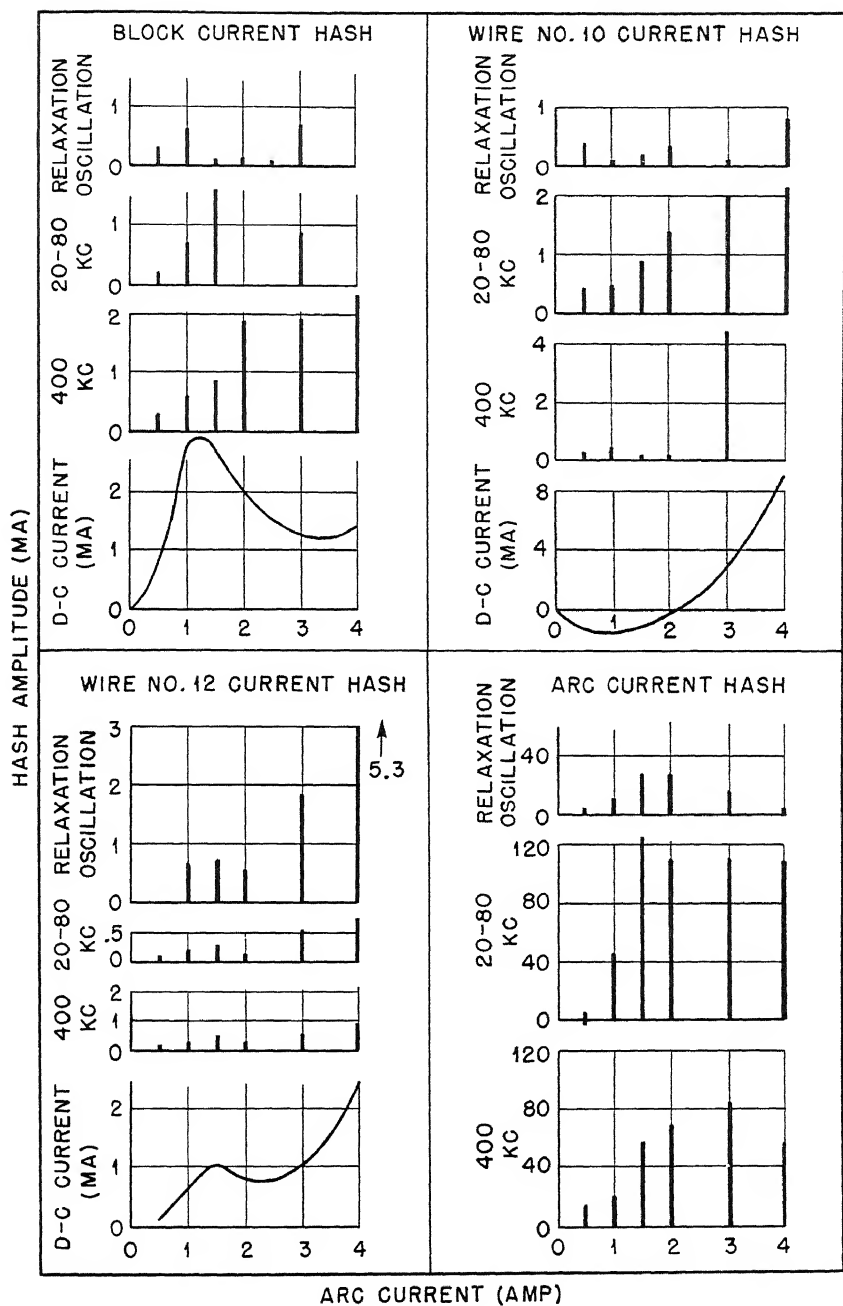 BLOCK CURRENT HASH
RELAXATION
OSCILLATION
1
0
20-80
KC
1
0
400
KC
2
1
0
D-C CURRENT
(MA)
2
1
0
0 1 2 3 4
WIRE NO. 10 CURRENT HASH
RELAXATION
OSCILLATION
1
0
20-80
KC
2
1
0
400
KC
4
2
0
D-C CURRENT
(MA)
8
4
0
0 1 2 3 4
HASH AMPLITUDE (MA)
WIRE NO. 12 CURRENT HASH
RELAXATION
OSCILLATION
3
2
1
0
5.3
20-80
KC
.5
0
400
KC
2
1
0
D-C CURRENT
(MA)
2
1
0
0 1 2 3 4
ARC CURRENT HASH
RELAXATION
OSCILLATION
40
0
20-80
KC
120
80
40
0
400
KC
120
80
40
0
0 1 2 3 4
ARC CURRENT (AMP)